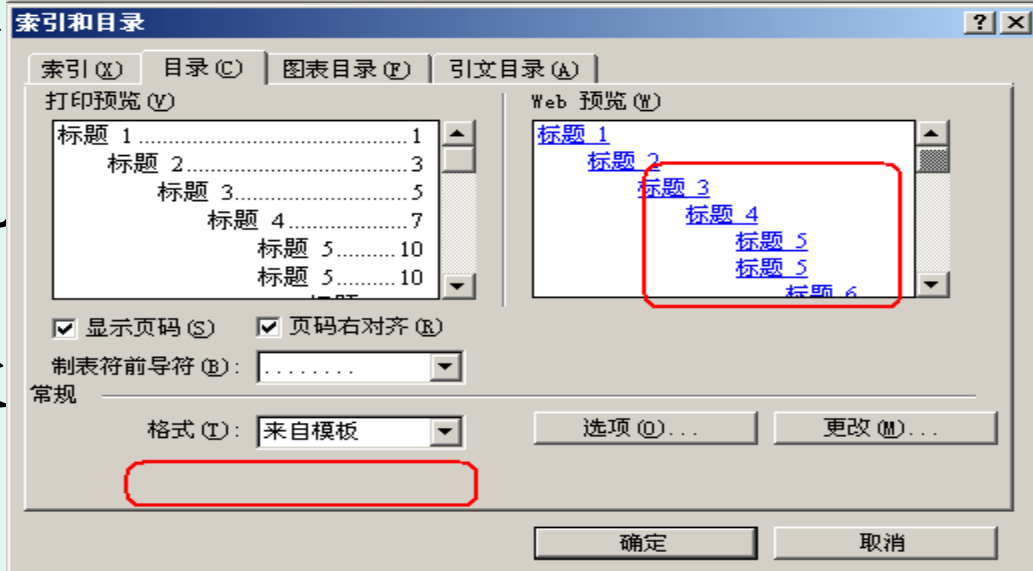 索引和目录
索引(X) 目录(C) 图表目录(F) 引文目录(A)
打印预览(V)
标题 1......................................1
标题 2................................3
标题 3.........................5
标题 4.................7
标题 5..........10
标题 5..........10
Web 预览(W)
标题 1
标题 2
标题 3
标题 4
标题 5
标题 5
标题 6
显示页码(S) 页码右对齐(R)
制表符前导符(B): ........
常规
格式(T): 来自模板
选项(O)... 更改(M)...
确定 取消